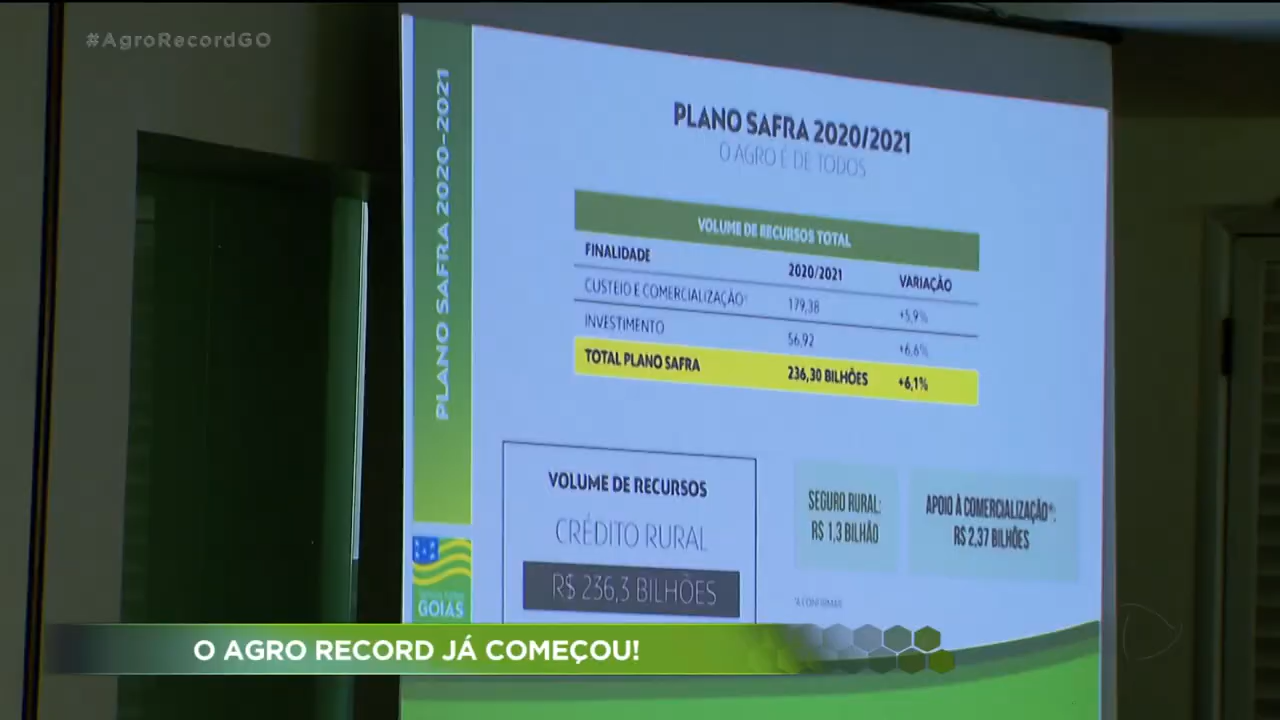 #AgroRecordGO
PLANO SAFRA 2020-2021
PLANO SAFRA 2020/2021
O AGRO É DE TODOS
VOLUME DE RECURSOS TOTAL
FINALIDADE 2020/2021 VARIAÇÃO
CUSTEIO E COMERCIALIZAÇÃO* 179,38 +5,9%
INVESTIMENTO 56,92 +6,6%
TOTAL PLANO SAFRA 236,30 BILHÕES +6,1%
VOLUME DE RECURSOS
CRÉDITO RURAL
R$ 236,3 BILHÕES
SEGURO RURAL:
R$ 1,3 BILHÃO
APOIO À COMERCIALIZAÇÃO*:
R$ 2,37 BILHÕES
*A CONFIRMAR
GOIÁS
O AGRO RECORD JÁ COMEÇOU!